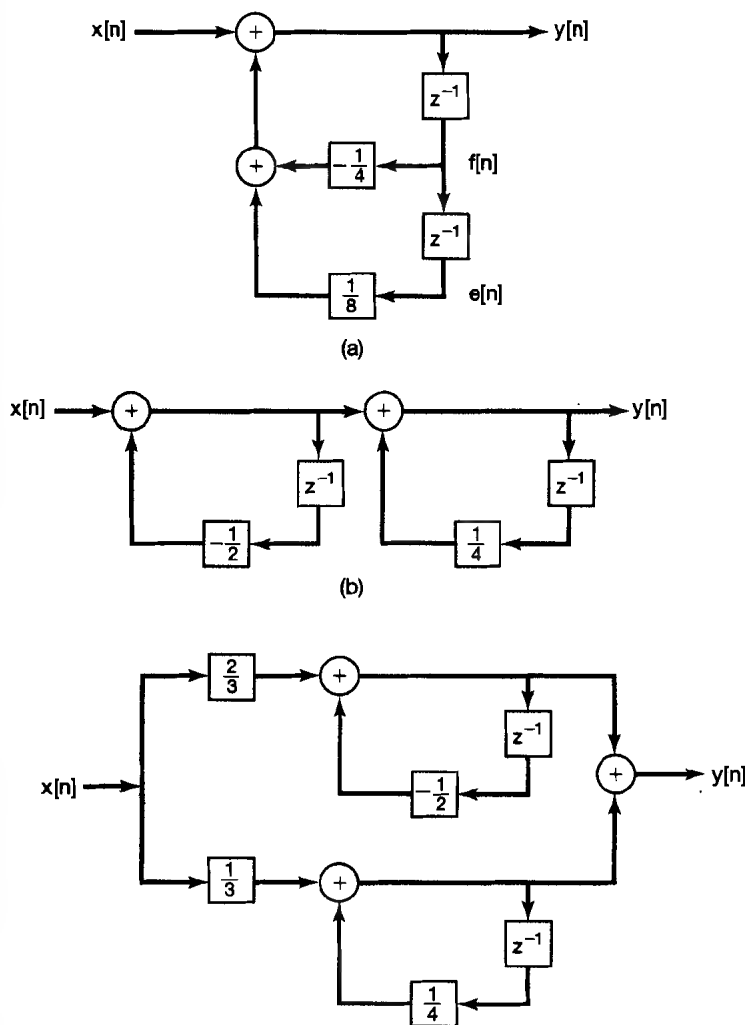 x[n] + y[n]
z⁻¹
+ -1/4 f[n]
z⁻¹
1/8 e[n]
(a)
x[n] + + y[n]
z⁻¹ z⁻¹
-1/2 1/4
(b)
2/3 +
z⁻¹
x[n] -1/2 + y[n]
1/3 +
z⁻¹
1/4